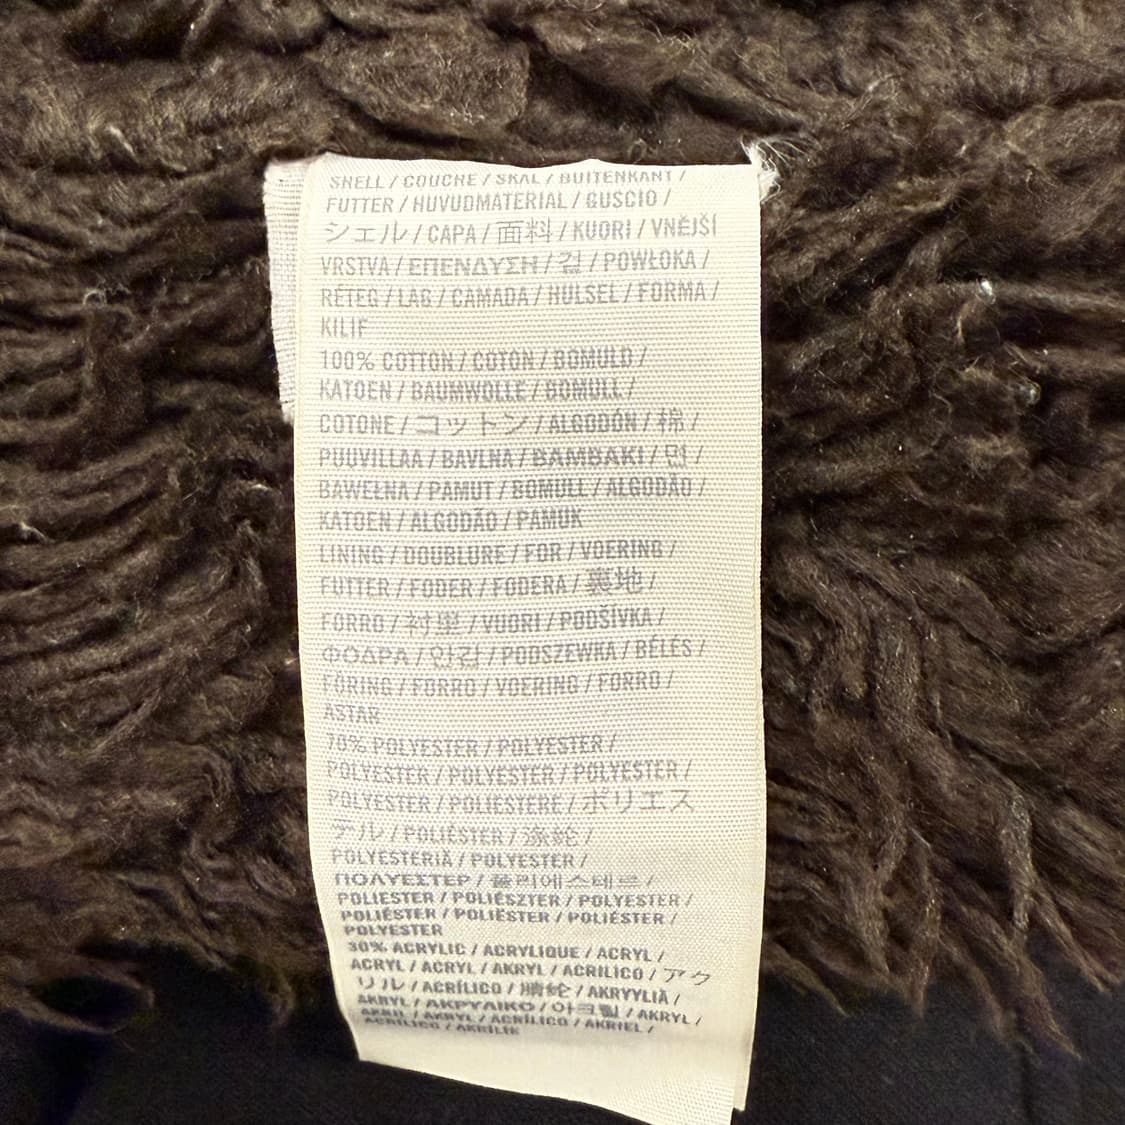 SHELL / COUCHE / SKAL / BUITENKANT /
FUTTER / HUVUDMATERIAL / GUSCIO /
シェル / CAPA / 面料 / KUORI / VNĚJŠÍ
VRSTVA / ΕΠΕΝΔΥΣΗ / 겉 / POWŁOKA /
RÉTEG / LAG / CAMADA / HULSEL / FORMA /
KILIF
100% COTTON / COTON / BOMULD /
KATOEN / BAUMWOLLE / BOMULL /
COTONE / コットン / ALGODÓN / 棉 /
PUUVILLAA / BAVLNA / ΒΑΜΒΑΚΙ / 면 /
BAWEŁNA / PAMUT / BOMULL / ALGODÃO /
KATOEN / ALGODÃO / PAMUK
LINING / DOUBLURE / FOR / VOERING /
FUTTER / FODER / FODERA / 裏地 /
FORRO / 衬里 / VUORI / PODŠÍVKA /
ΦΟΔΡΑ / 안감 / PODSZEWKA / BÉLÉS /
FÔRING / FORRO / VOERING / FORRO /
ASTAR
70% POLYESTER / POLYESTER /
POLYESTER / POLYESTER / POLYESTER /
POLYESTER / POLIESTERE / ポリエス
テル / POLIÉSTER / 涤纶 /
POLYESTERIÄ / POLYESTER /
ΠΟΛΥΕΣΤΕΡ / 폴리에스테르 /
POLIESTER / POLIÉSZTER / POLYESTER /
POLIÉSTER / POLIËSTER / POLIÉSTER /
POLYESTER
30% ACRYLIC / ACRYLIQUE / ACRYL /
ACRYL / ACRYL / AKRYL / ACRILICO / アク
リル / ACRÍLICO / 腈纶 / AKRYYLIÄ /
AKRYL / ΑΚΡΥΛΙΚΟ / 아크릴 / AKRYL /
AKRIL / AKRYL / ACRÍLICO / AKRIEL /
ACRÍLICO / AKRİLİK